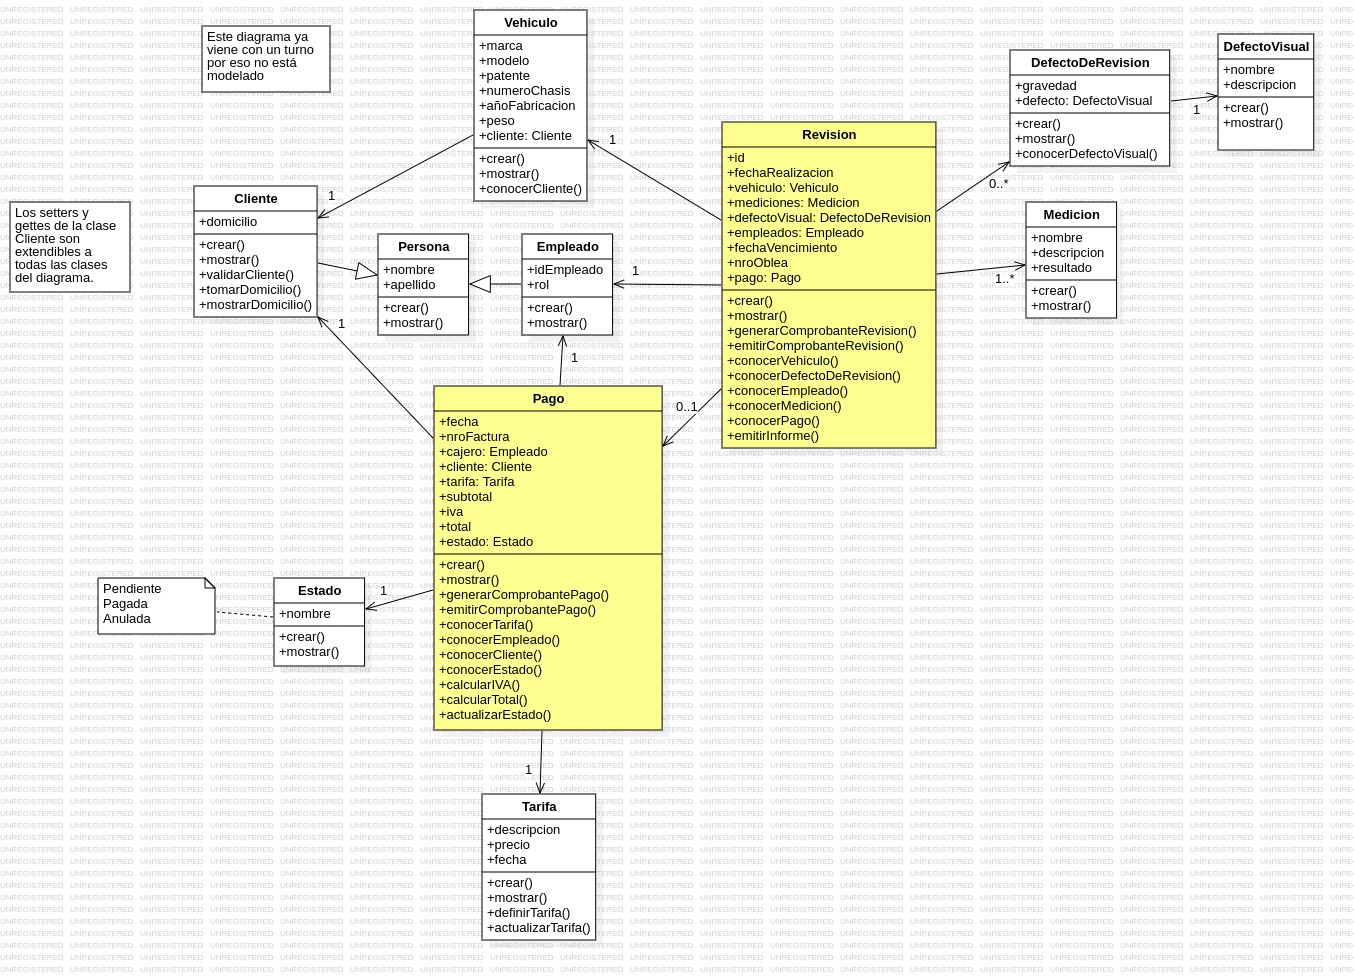 Este diagrama ya
viene con un turno
por eso no está
modelado
Los setters y
gettes de la clase
Cliente son
extendibles a
todas las clases
del diagrama.
Vehiculo
+marca
+modelo
+patente
+numeroChasis
+añoFabricacion
+peso
+cliente: Cliente
+crear()
+mostrar()
+conocerCliente()
1
1
Cliente
+domicilio
+crear()
+mostrar()
+validarCliente()
+tomarDomicilio()
+mostrarDomicilio()
1
Persona
+nombre
+apellido
+crear()
+mostrar()
Empleado
+idEmpleado
+rol
+crear()
+mostrar()
1
1
Revision
+id
+fechaRealizacion
+vehiculo: Vehiculo
+mediciones: Medicion
+defectoVisual: DefectoDeRevision
+empleados: Empleado
+fechaVencimiento
+nroOblea
+pago: Pago
+crear()
+mostrar()
+generarComprobanteRevision()
+emitirComprobanteRevision()
+conocerVehiculo()
+conocerDefectoDeRevision()
+conocerEmpleado()
+conocerMedicion()
+conocerPago()
+emitirInforme()
0..1
DefectoDeRevision
+gravedad
+defecto: DefectoVisual
+crear()
+mostrar()
+conocerDefectoVisual()
0..*
1
DefectoVisual
+nombre
+descripcion
+crear()
+mostrar()
Medicion
+nombre
+descripcion
+resultado
+crear()
+mostrar()
1..*
Pago
+fecha
+nroFactura
+cajero: Empleado
+cliente: Cliente
+tarifa: Tarifa
+subtotal
+iva
+total
+estado: Estado
+crear()
+mostrar()
+generarComprobantePago()
+emitirComprobantePago()
+conocerTarifa()
+conocerEmpleado()
+conocerCliente()
+conocerEstado()
+calcularIVA()
+calcularTotal()
+actualizarEstado()
1
Pendiente
Pagada
Anulada
Estado
+nombre
+crear()
+mostrar()
1
Tarifa
+descripcion
+precio
+fecha
+crear()
+mostrar()
+definirTarifa()
+actualizarTarifa()
UNREGISTERED